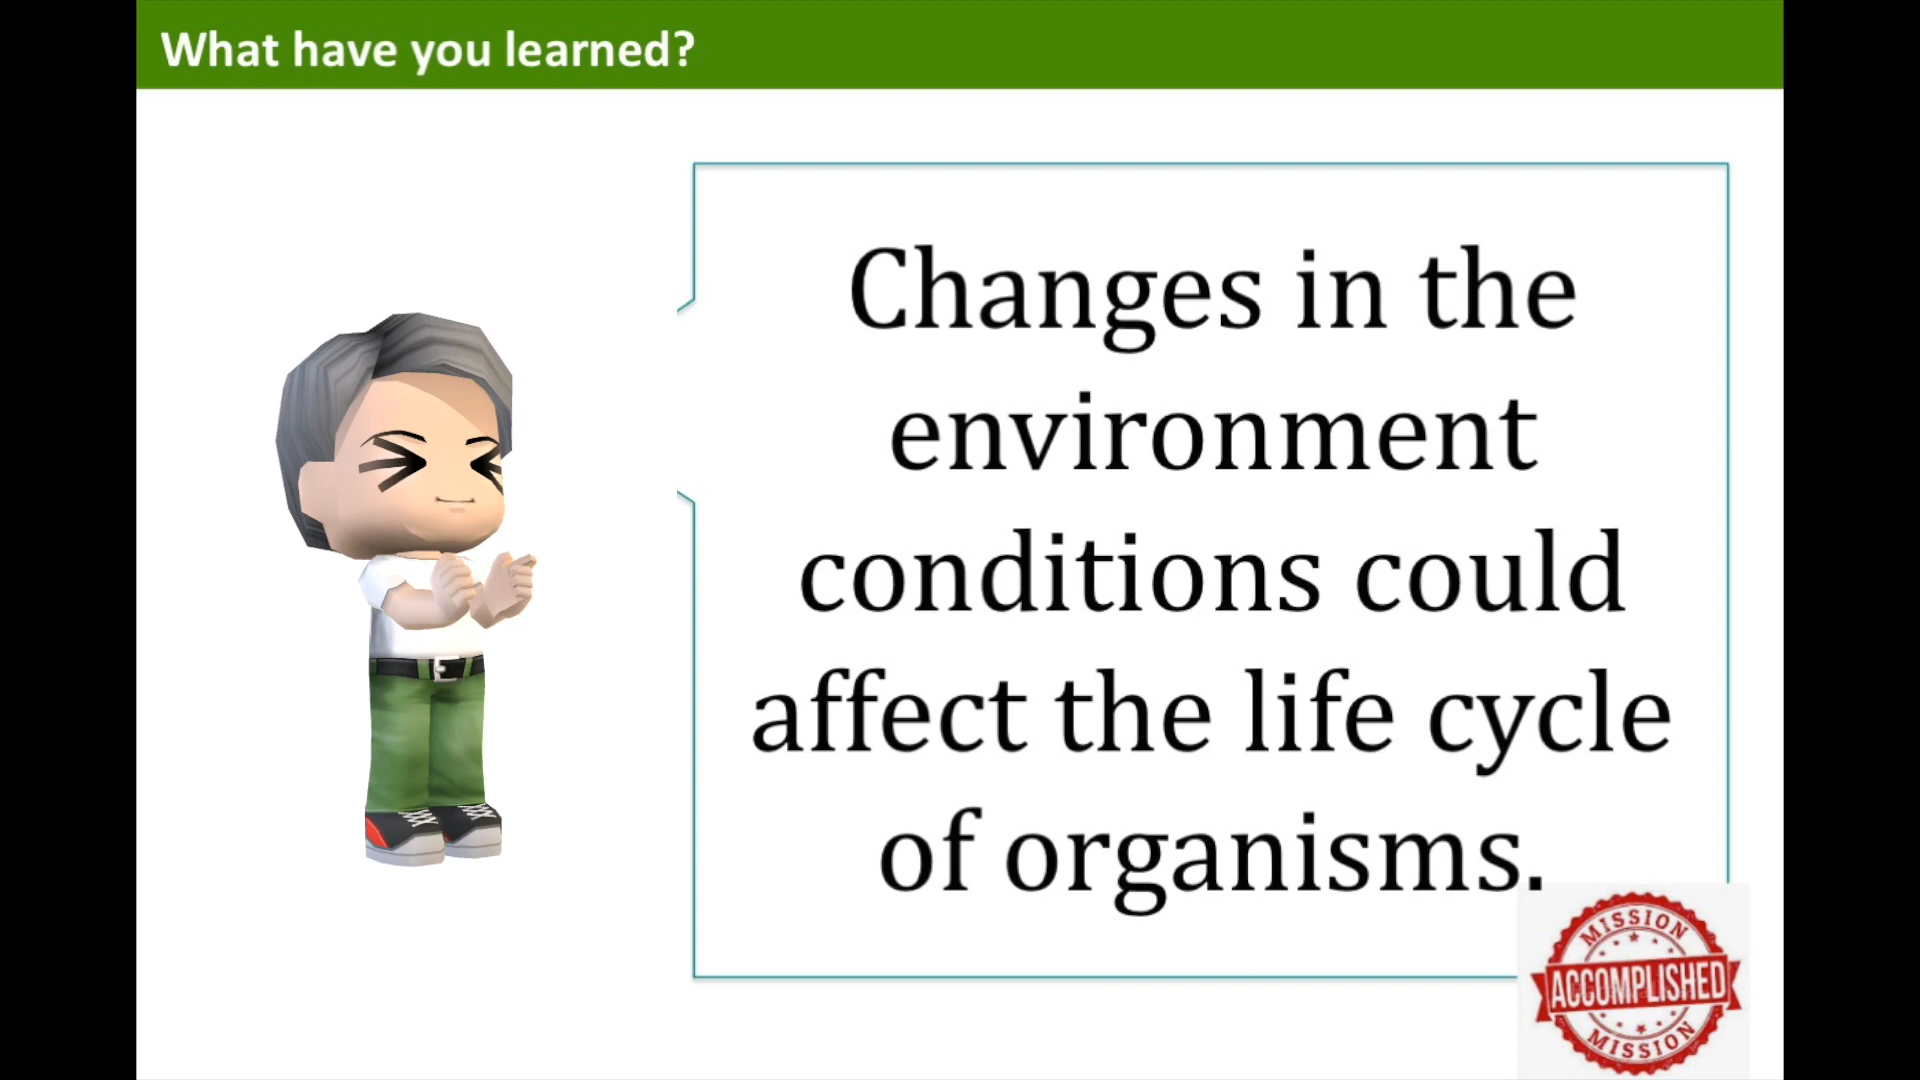 What have you learned?
Changes in the
environment
conditions could
affect the life cycle
of organisms.
MISSION
ACCOMPLISHED
MISSION